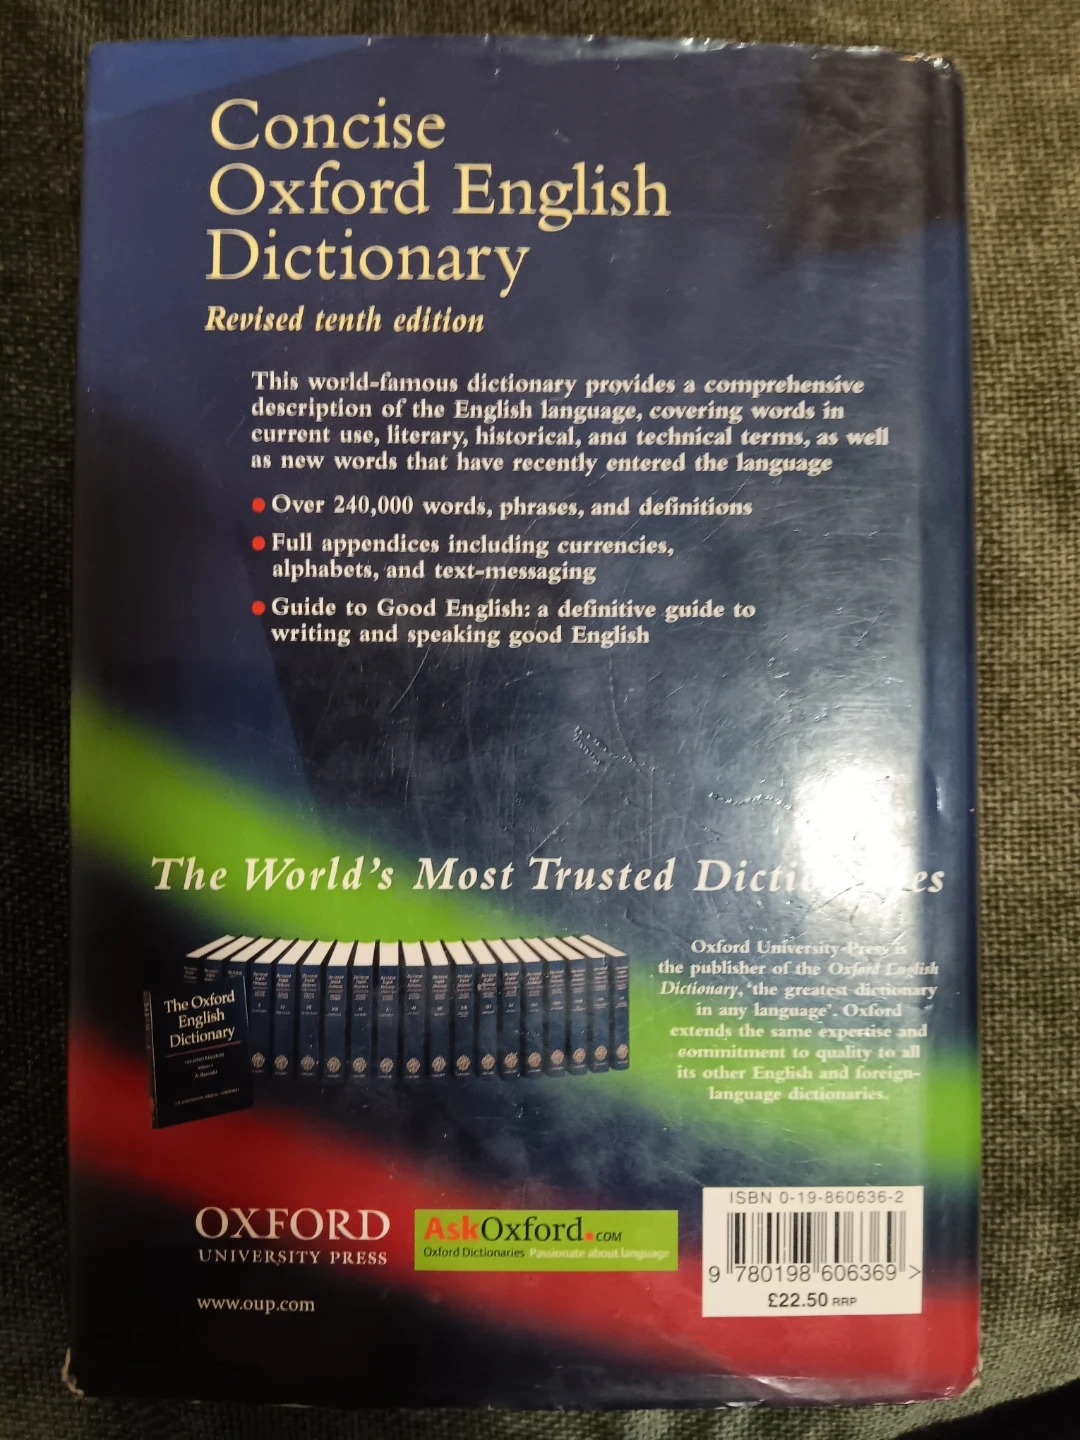 Concise
Oxford English
Dictionary
Revised tenth edition
This world-famous dictionary provides a comprehensive
description of the English language, covering words in
current use, literary, historical, and technical terms, as well
as new words that have recently entered the language
Over 240,000 words, phrases, and definitions
Full appendices including currencies,
alphabets, and text-messaging
Guide to Good English: a definitive guide to
writing and speaking good English
The World's Most Trusted
Oxford University Press is
the publisher of the Oxford English
Dictionary, 'the greatest dictionary
in any language'. Oxford
extends the same expertise and
commitment to quality to all
its other English and foreign-
language dictionaries.
The Oxford
English
Dictionary
OXFORD
UNIVERSITY PRESS
www.oup.com
AskOxford.COM
Oxford Dictionaries Passionate about language
ISBN 0-19-860636-2
9 780198 606369 >
£22.50 RRP